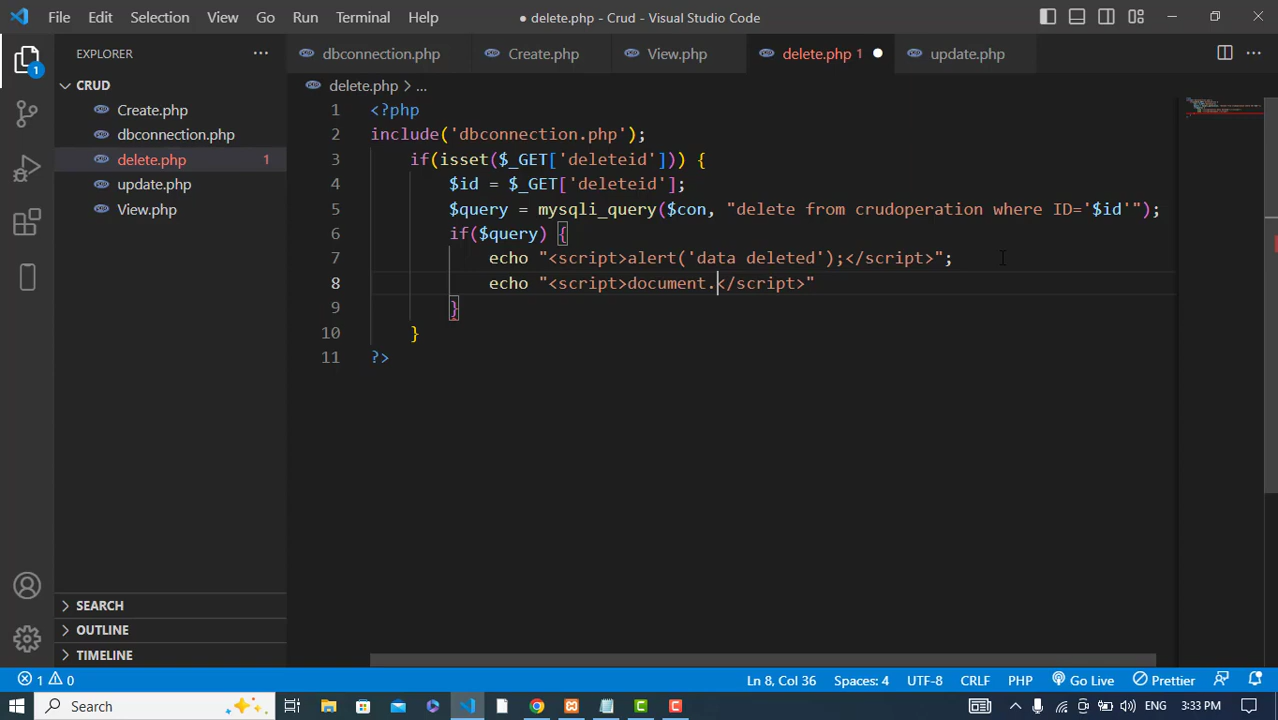 File Edit Selection View Go Run Terminal Help
● delete.php - Crud - Visual Studio Code
EXPLORER
dbconnection.php Create.php View.php delete.php 1 update.php
CRUD
delete.php > ...
Create.php
dbconnection.php
delete.php 1
update.php
View.php
1 <?php
2 include('dbconnection.php');
3 if(isset($_GET['deleteid'])) {
4 $id = $_GET['deleteid'];
5 $query = mysqli_query($con, "delete from crudoperation where ID='$id'");
6 if($query) {
7 echo "<script>alert('data deleted');</script>";
8 echo "<script>document.</script>"
9 }
10 }
11 ?>
SEARCH
OUTLINE
TIMELINE
1 0 Ln 8, Col 36 Spaces: 4 UTF-8 CRLF PHP Go Live Prettier
Search 3:33 PM
1